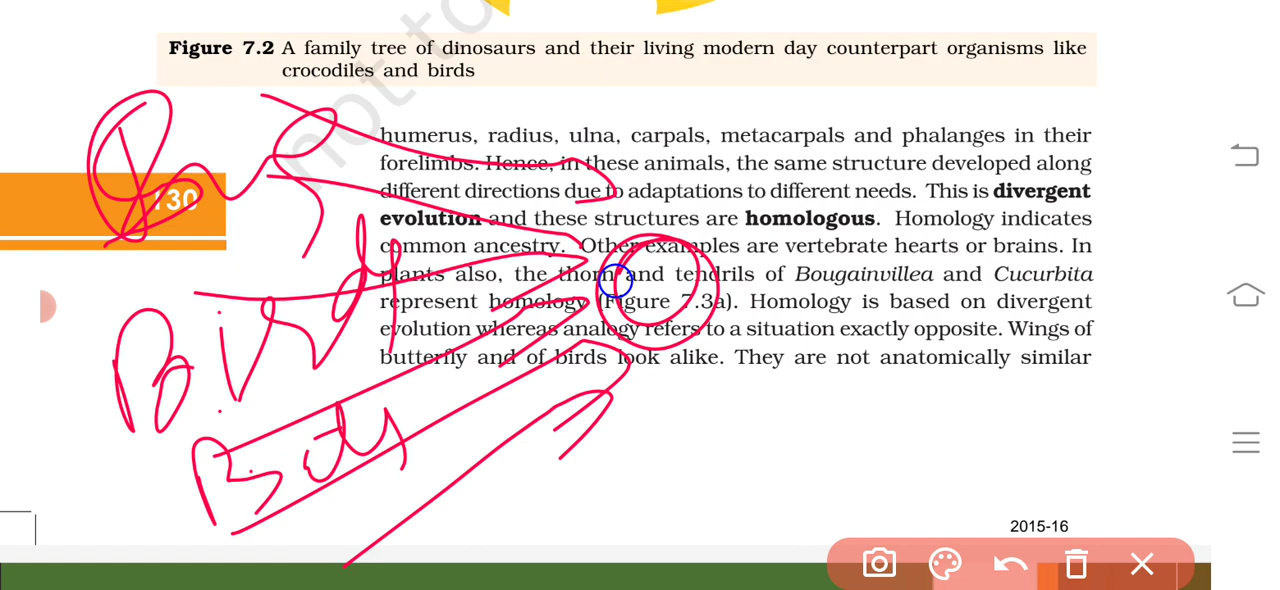 Figure 7.2 A family tree of dinosaurs and their living modern day counterpart organisms like
crocodiles and birds
not to
humerus, radius, ulna, carpals, metacarpals and phalanges in their
forelimbs. Hence, in these animals, the same structure developed along
different directions due to adaptations to different needs. This is divergent
130
evolution and these structures are homologous. Homology indicates
common ancestry. Other examples are vertebrate hearts or brains. In
plants also, the thorn and tendrils of Bougainvillea and Cucurbita
represent homology (Figure 7.3a). Homology is based on divergent
evolution whereas analogy refers to a situation exactly opposite. Wings of
butterfly and of birds look alike. They are not anatomically similar
Birds
2015-16